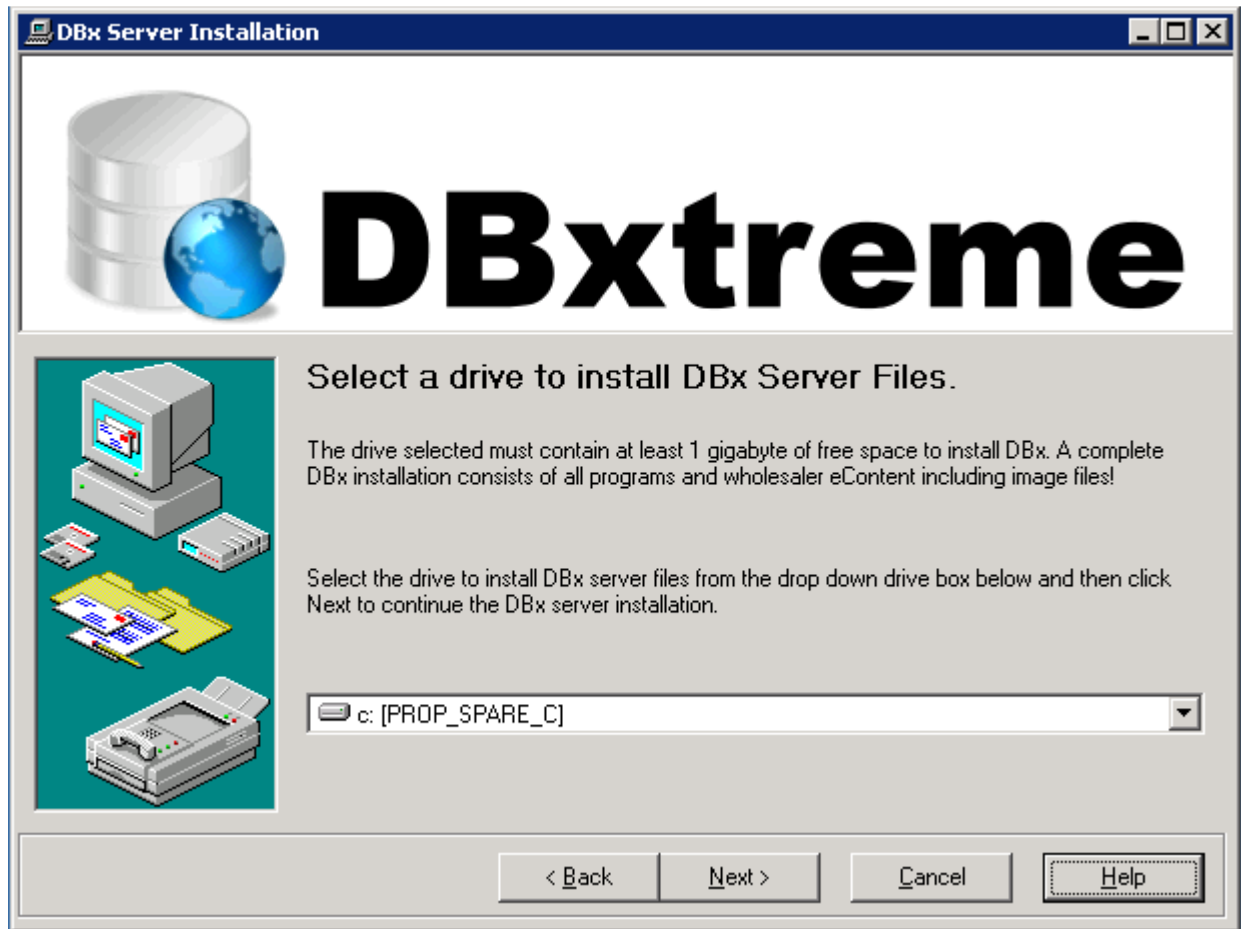 DBx Server Installation
DBxtreme
Select a drive to install DBx Server Files.
The drive selected must contain at least 1 gigabyte of free space to install DBx. A complete
DBx installation consists of all programs and wholesaler eContent including image files!
Select the drive to install DBx server files from the drop down drive box below and then click
Next to continue the DBx server installation.
c: [PROP_SPARE_C]
< Back Next > Cancel Help